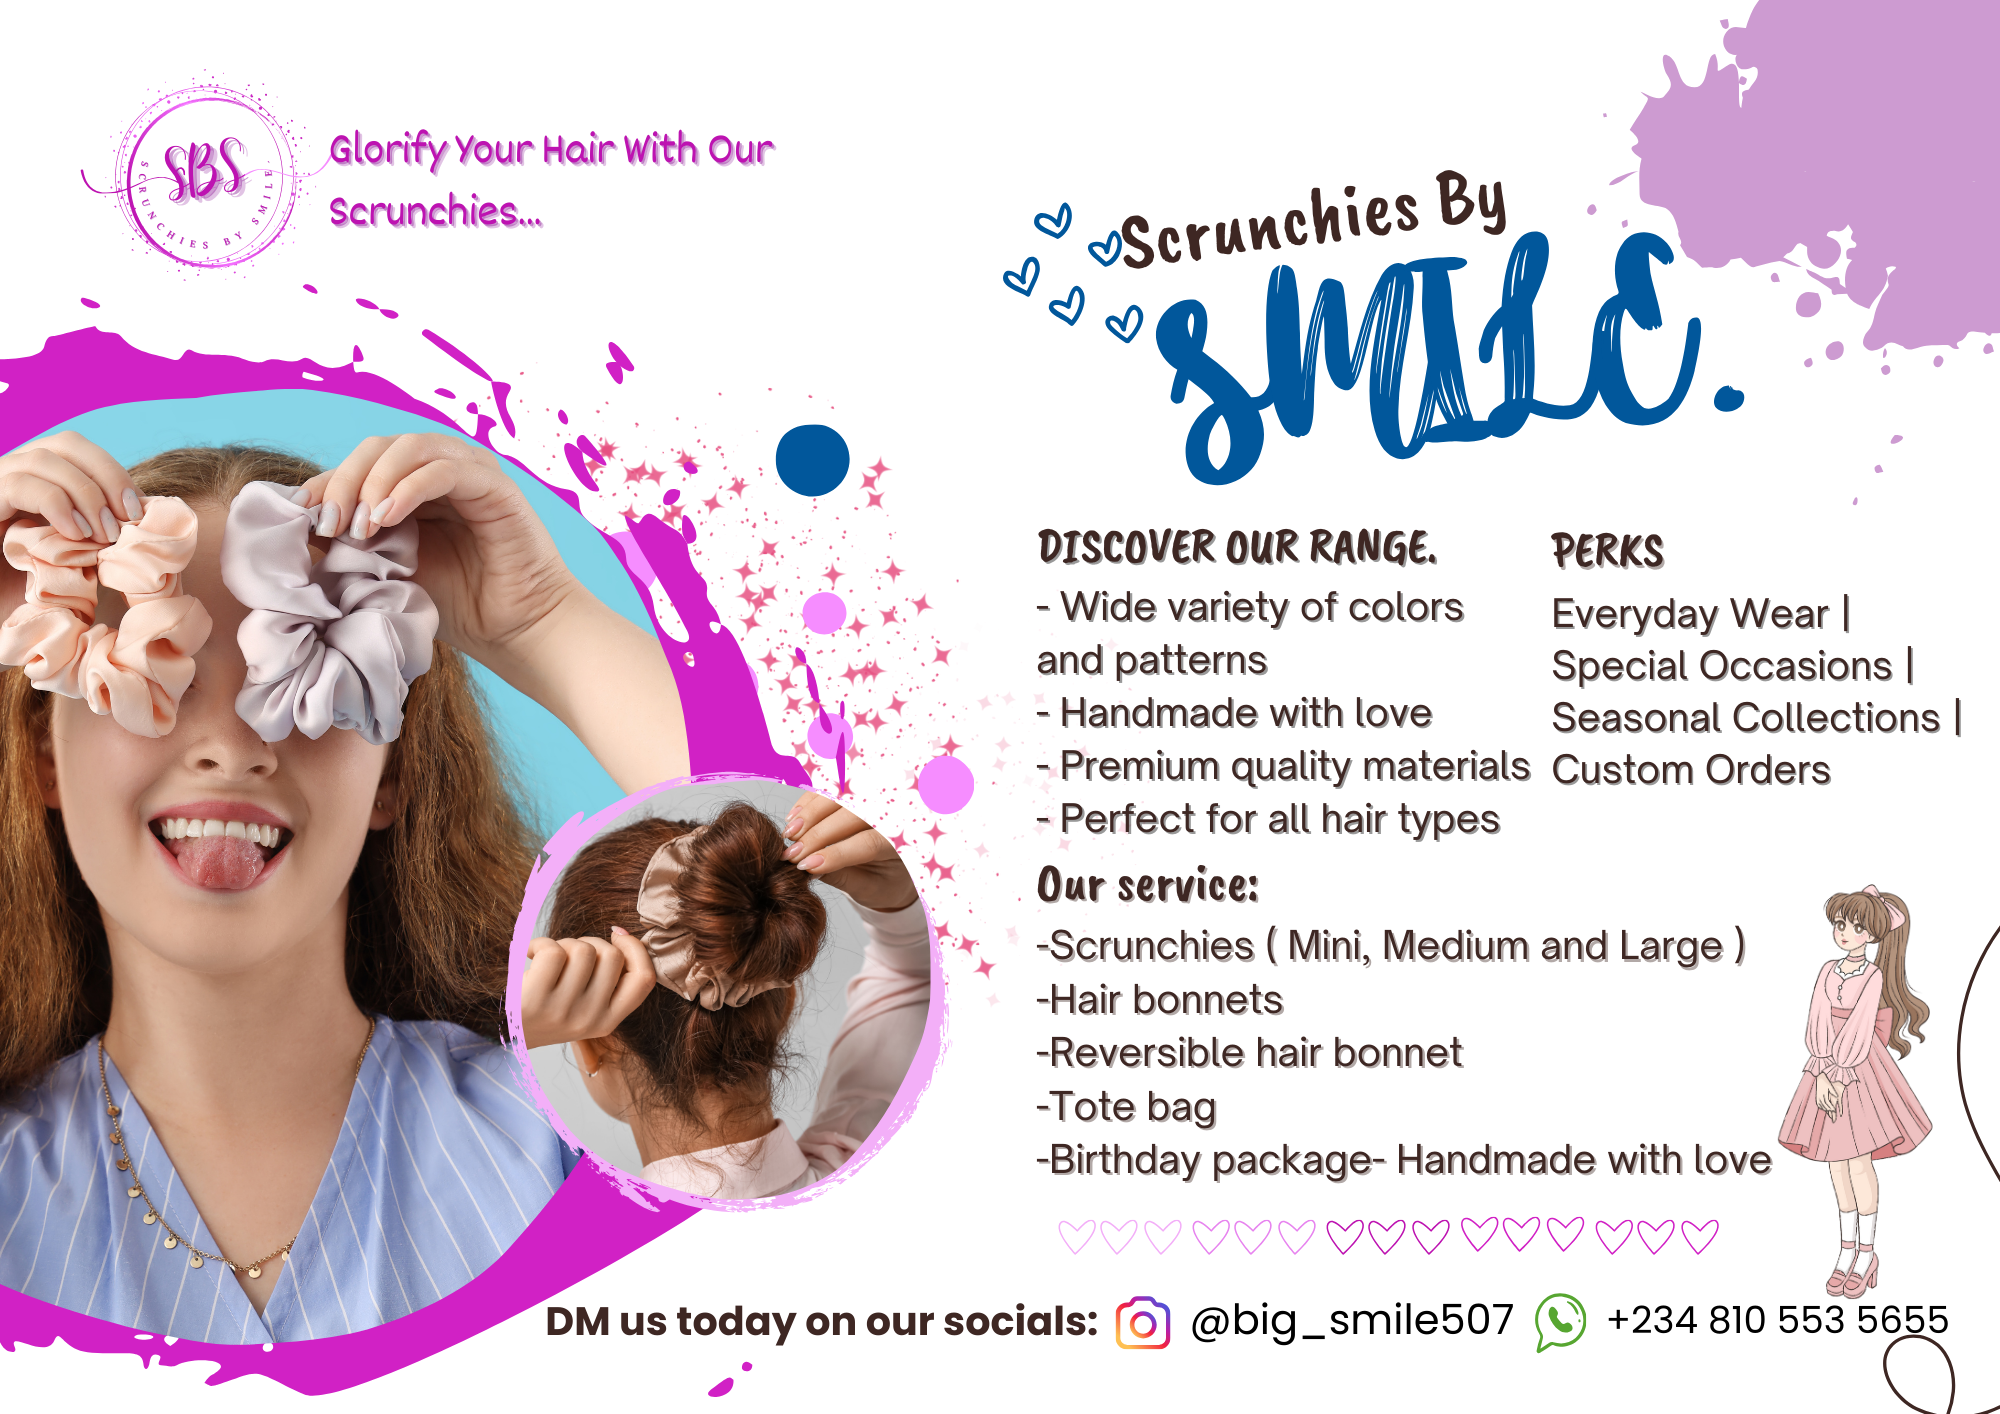 SBS
SCRUNCHIES BY SMILE.
Glorify Your Hair With Our
Scrunchies...
Scrunchies By
SMILE.
DISCOVER OUR RANGE.
- Wide variety of colors
and patterns
- Handmade with love
- Premium quality materials
- Perfect for all hair types
PERKS
Everyday Wear |
Special Occasions |
Seasonal Collections |
Custom Orders
Our service:
-Scrunchies ( Mini, Medium and Large )
-Hair bonnets
-Reversible hair bonnet
-Tote bag
-Birthday package- Handmade with love
DM us today on our socials: @big_smile507 +234 810 553 5655